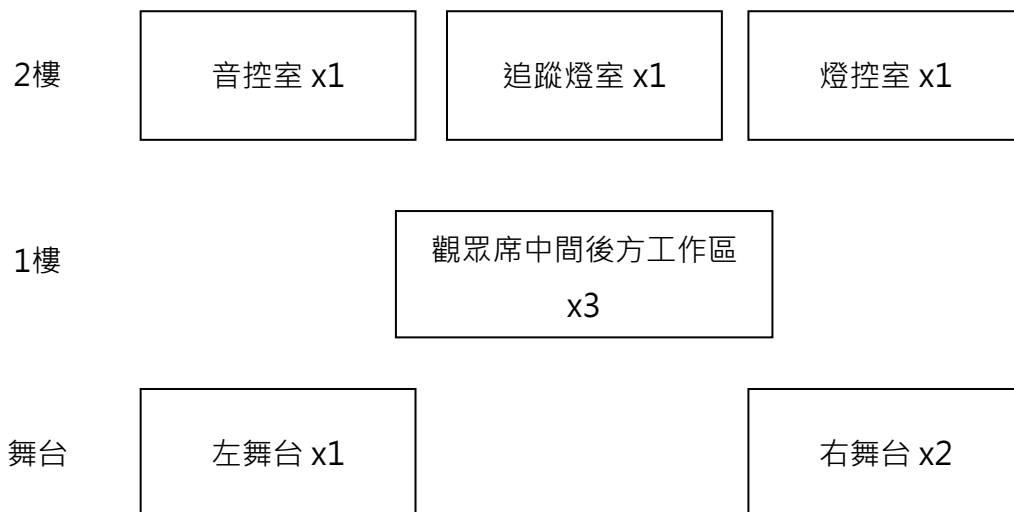 2樓
音控室 x1
追蹤燈室 x1
燈控室 x1
1樓
觀眾席中間後方工作區
x3
舞台
左舞台 x1
右舞台 x2